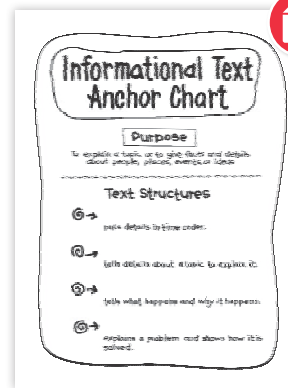 Informational Text
Anchor Chart
Purpose
To explain a topic or to give facts and details
about people, places, events or ideas
Text Structures
puts details in time order.
tells details about a topic to explain it.
tells what happens and why it happens.
explains a problem and shows how it is
solved.